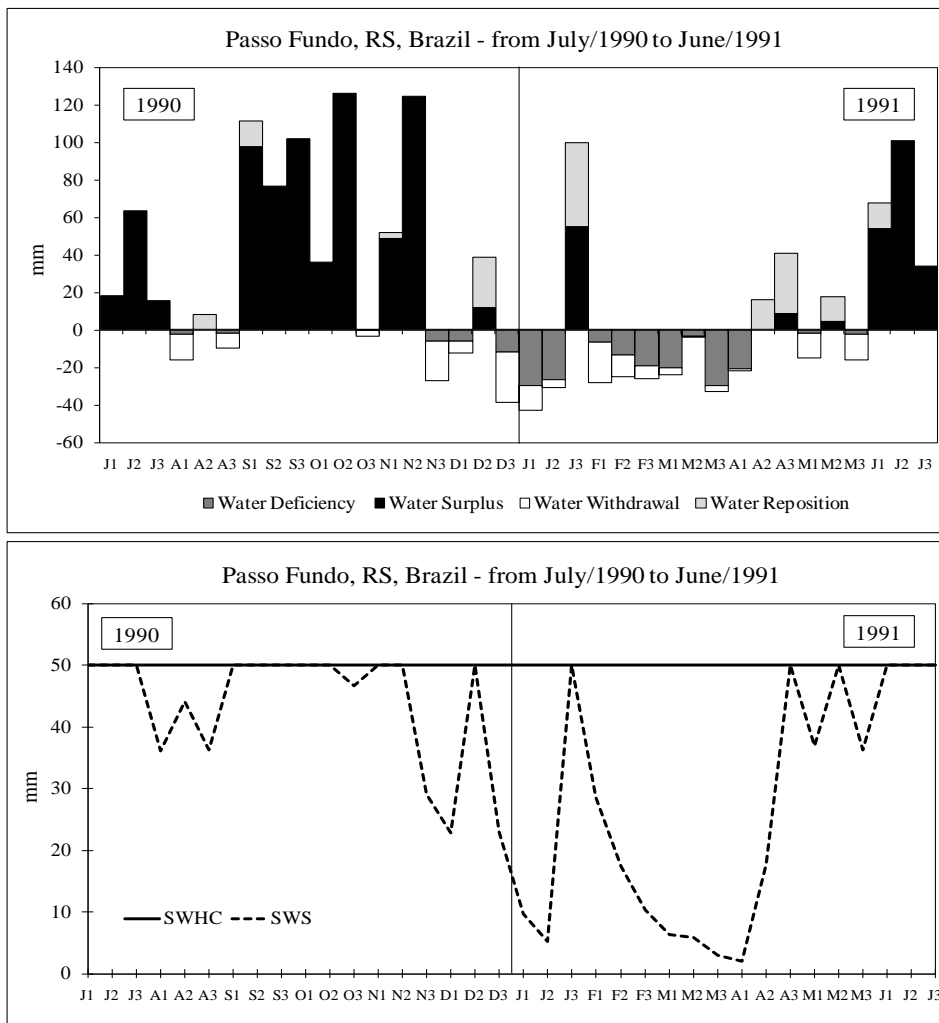 Passo Fundo, RS, Brazil - from July/1990 to June/1991
140
120
100
80
60
40
20
0
-20
-40
-60
mm
1990
1991
J1 J2 J3 A1 A2 A3 S1 S2 S3 O1 O2 O3 N1 N2 N3 D1 D2 D3 J1 J2 J3 F1 F2 F3 M1 M2 M3 A1 A2 A3 M1 M2 M3 J1 J2 J3
Water Deficiency Water Surplus Water Withdrawal Water Reposition
Passo Fundo, RS, Brazil - from July/1990 to June/1991
60
50
40
30
20
10
0
mm
1990
1991
SWHC SWS
J1 J2 J3 A1 A2 A3 S1 S2 S3 O1 O2 O3 N1 N2 N3 D1 D2 D3 J1 J2 J3 F1 F2 F3 M1 M2 M3 A1 A2 A3 M1 M2 M3 J1 J2 J3